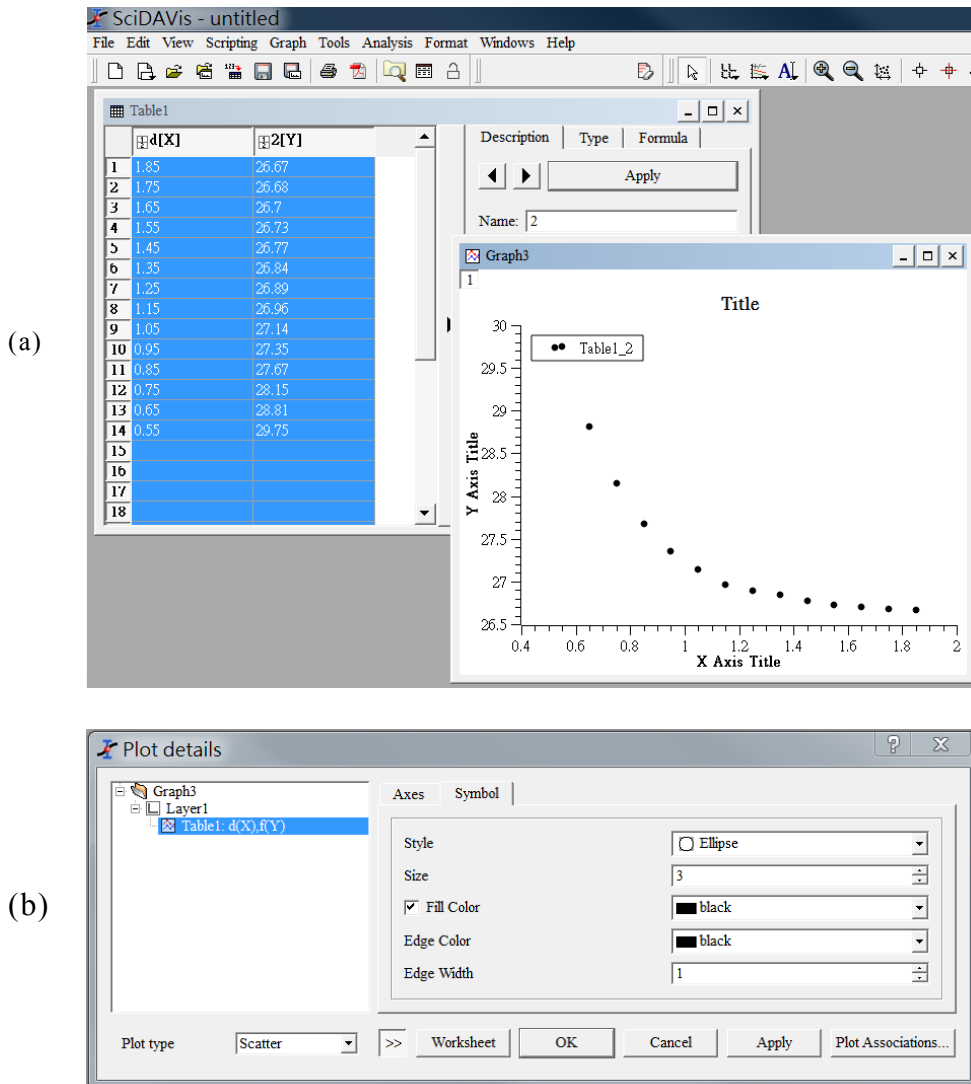 (a)
SciDAVis - untitled
File Edit View Scripting Graph Tools Analysis Format Windows Help
Table1
d[X] 2[Y]
1 1.85 26.67
2 1.75 26.68
3 1.65 26.7
4 1.55 26.73
5 1.45 26.77
6 1.35 26.84
7 1.25 26.89
8 1.15 26.96
9 1.05 27.14
10 0.95 27.35
11 0.85 27.67
12 0.75 28.15
13 0.65 28.81
14 0.55 29.75
15
16
17
18
Description Type Formula
Apply
Name: 2
Graph3
1
Title
Table1_2
30
29.5
29
28.5
28
27.5
27
26.5
Y Axis Title
0.4 0.6 0.8 1 1.2 1.4 1.6 1.8 2
X Axis Title
(b)
Plot details
Graph3
Layer1
Table1: d(X),f(Y)
Axes Symbol
Style Ellipse
Size 3
Fill Color black
Edge Color black
Edge Width 1
Plot type Scatter >> Worksheet OK Cancel Apply Plot Associations...